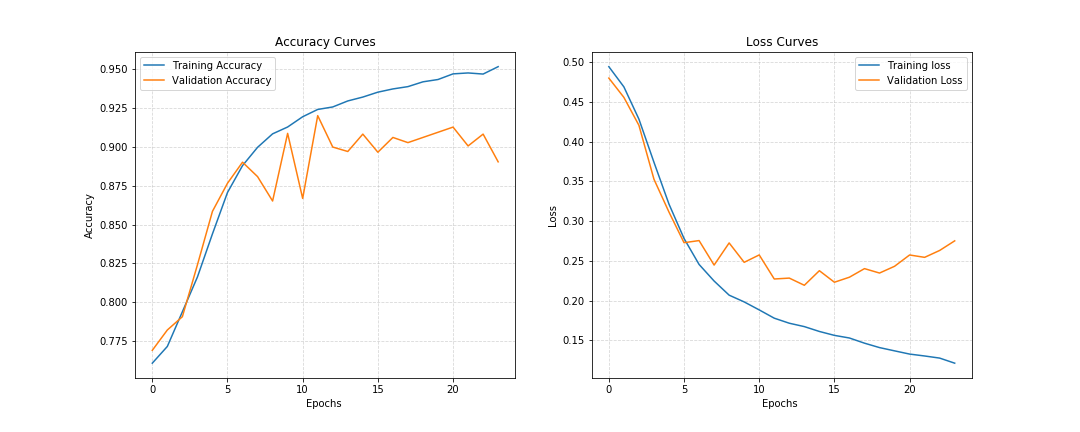 Accuracy Curves
Training Accuracy
Validation Accuracy
0.950
0.925
0.900
0.875
0.850
0.825
0.800
0.775
Accuracy
0 5 10 15 20
Epochs
Loss Curves
Training loss
Validation Loss
0.50
0.45
0.40
0.35
0.30
0.25
0.20
0.15
Loss
0 5 10 15 20
Epochs